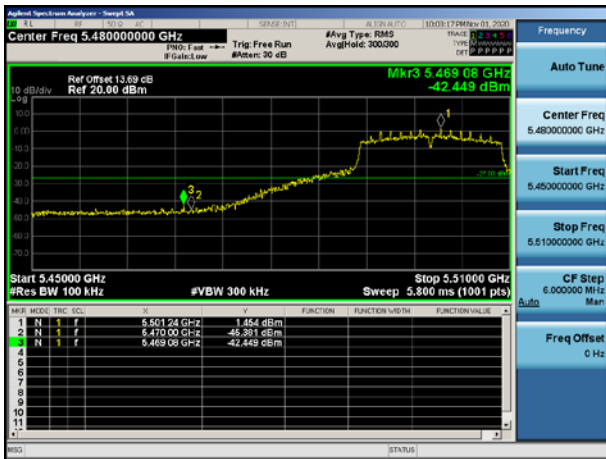 Agilent Spectrum Analyzer - Swept SA
RL RF 50 Ω AC SENSE:INT ALIGN AUTO 10:03:17 PM Nov 01, 2020
Center Freq 5.480000000 GHz
PNO: Fast
IFGain:Low
Trig: Free Run
#Atten: 30 dB
#Avg Type: RMS
Avg|Hold: 300/300
TRACE 1 2 3 4 5 6
TYPE
DET P P P P P P
Ref Offset 13.69 dB
10 dB/div Ref 20.00 dBm
Log
Mkr3 5.469 08 GHz
-42.449 dBm
10.0
0.00
-10.0
-20.0
-27.00 dBm
-30.0
-40.0
-60.0
-70.0
1
3
2
Start 5.45000 GHz
Stop 5.51000 GHz
#Res BW 100 kHz
#VBW 300 kHz
Sweep 5.800 ms (1001 pts)
MKR MODE TRC SCL X Y FUNCTION FUNCTION WIDTH FUNCTION VALUE
1 N 1 f 5.501 24 GHz 1.454 dBm
2 N 1 f 5.470 00 GHz -45.381 dBm
3 N 1 f 5.469 08 GHz -42.449 dBm
4
5
6
7
8
9
10
11
MSG
STATUS
Frequency
Auto Tune
Center Freq
5.480000000 GHz
Start Freq
5.450000000 GHz
Stop Freq
5.510000000 GHz
CF Step
6.000000 MHz
Auto Man
Freq Offset
0 Hz